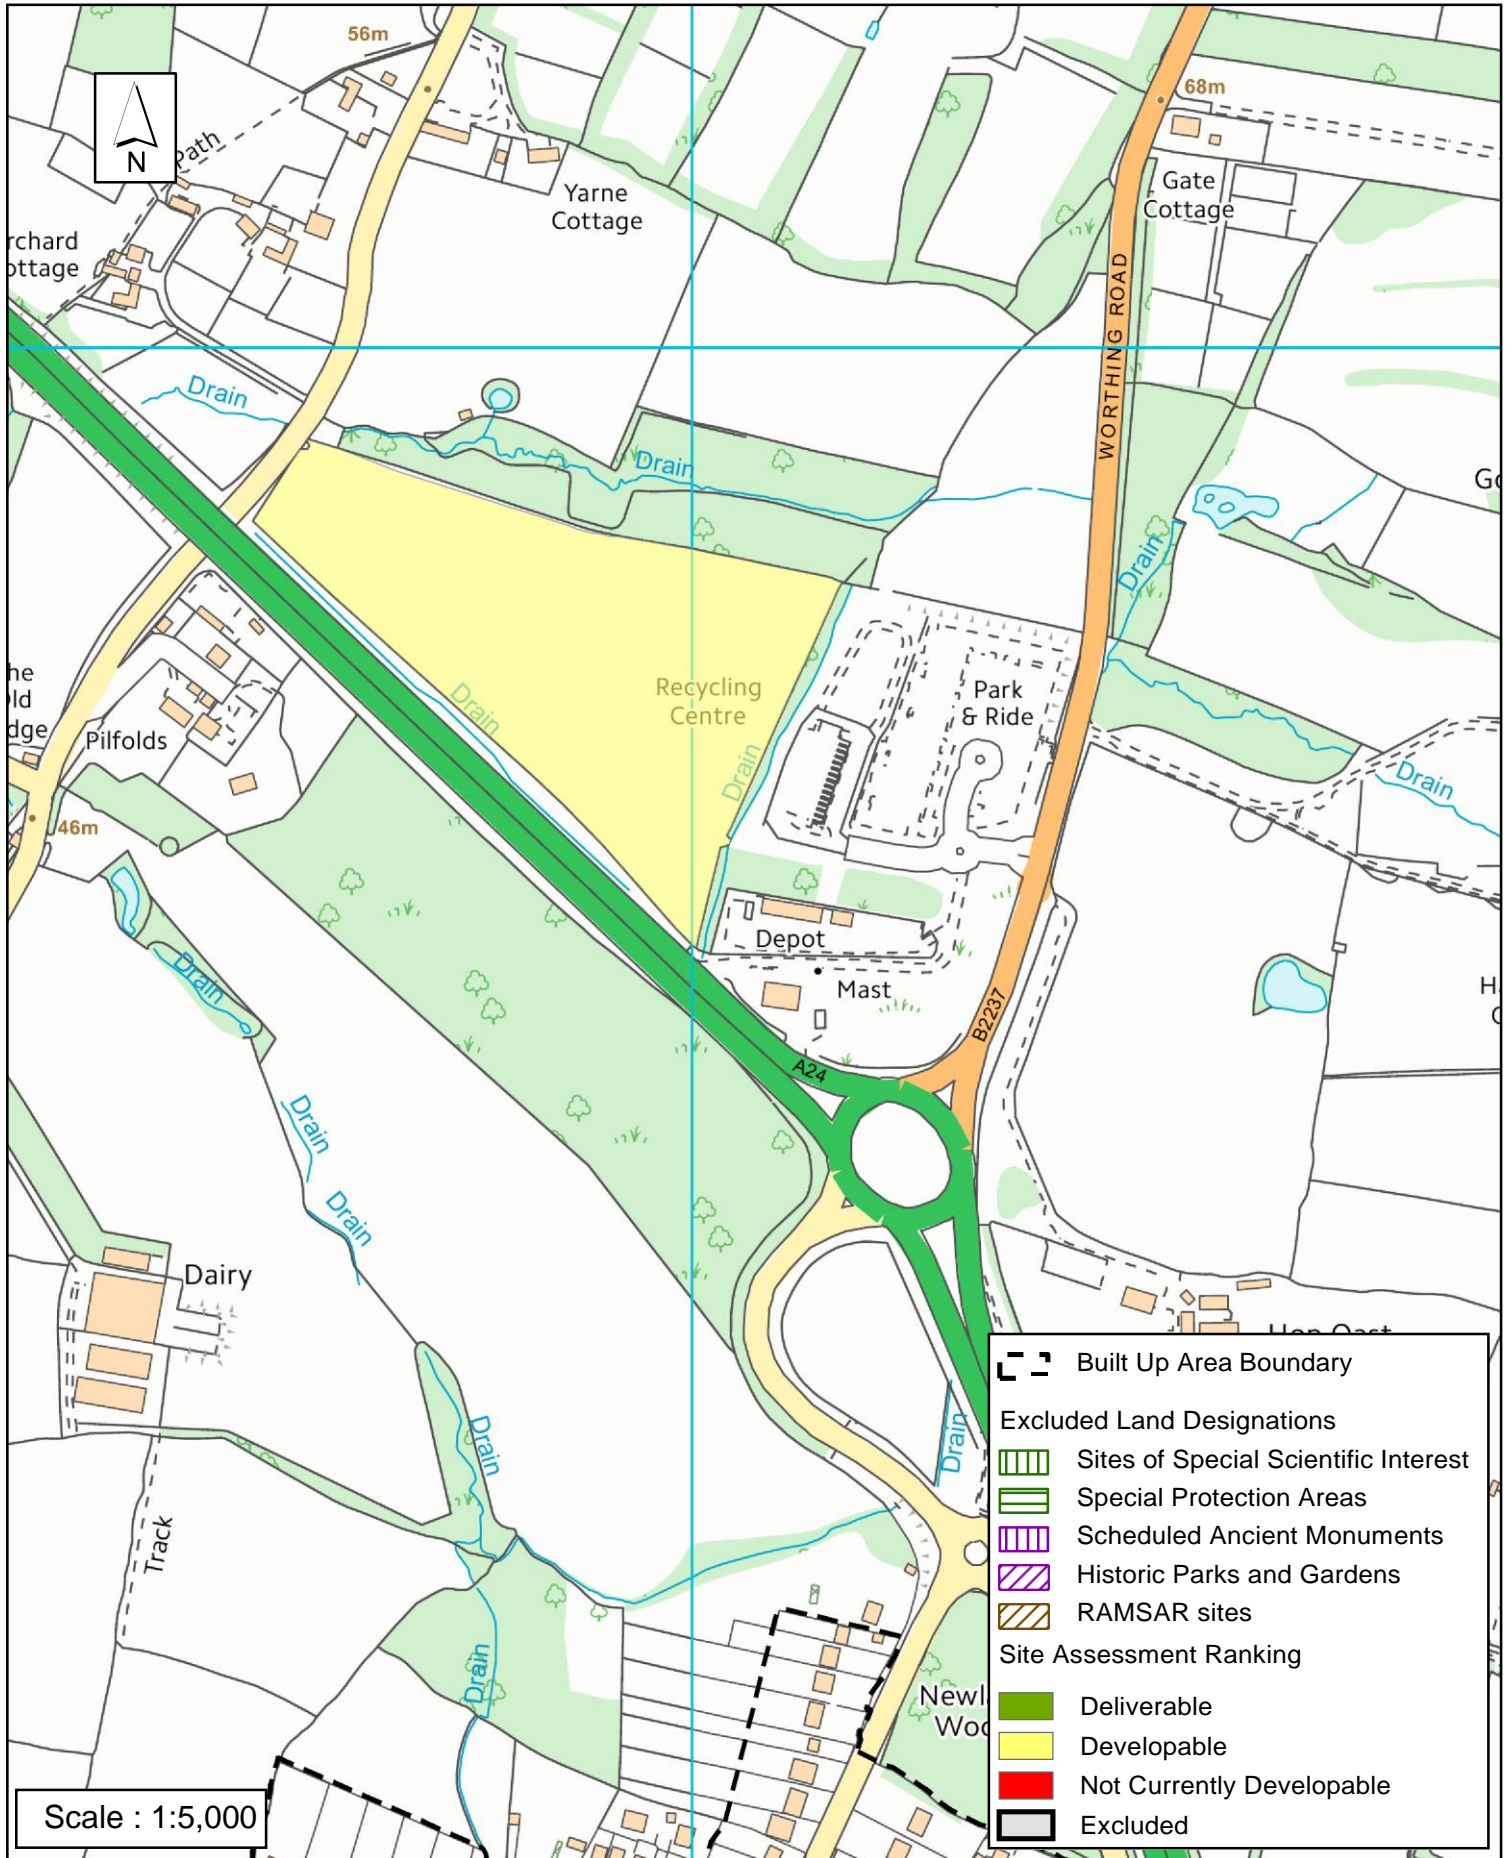 56m
68m
N
Path
Yarne
Cottage
Gate
Cottage
WORTHING ROAD
Drain
Drain
Drain
Recycling
Centre
Park
& Ride
Drain
Drain
Drain
Pilfolds
46m
Depot
Mast
Drain
B2237
A24
Drain
Drain
Dairy
Drain
Drain
Track
Drain
Scale : 1:5,000
Built Up Area Boundary
Excluded Land Designations
Sites of Special Scientific Interest
Special Protection Areas
Scheduled Ancient Monuments
Historic Parks and Gardens
RAMSAR sites
Site Assessment Ranking
Deliverable
Developable
Not Currently Developable
Excluded